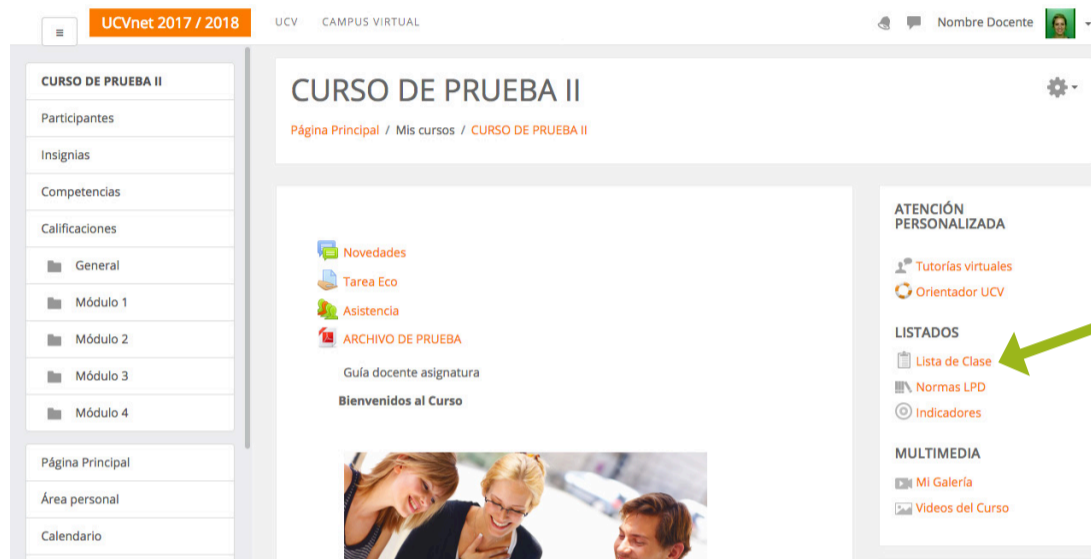 UCVnet 2017 / 2018
UCV CAMPUS VIRTUAL
Nombre Docente
CURSO DE PRUEBA II
Participantes
Insignias
Competencias
Calificaciones
General
Módulo 1
Módulo 2
Módulo 3
Módulo 4
Página Principal
Área personal
Calendario
CURSO DE PRUEBA II
Página Principal / Mis cursos / CURSO DE PRUEBA II
Novedades
Tarea Eco
Asistencia
ARCHIVO DE PRUEBA
Guía docente asignatura
Bienvenidos al Curso
ATENCIÓN
PERSONALIZADA
Tutorías virtuales
Orientador UCV
LISTADOS
Lista de Clase
Normas LPD
Indicadores
MULTIMEDIA
Mi Galería
Videos del Curso